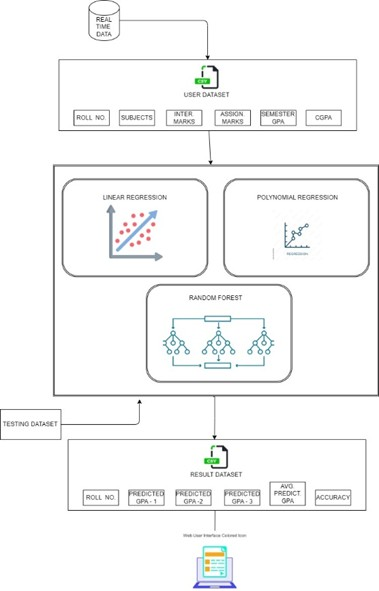 REAL
TIME
DATA
CSV
USER DATASET
ROLL NO.
SUBJECTS
INTER.
MARKS
ASSIGN.
MARKS
SEMESTER
GPA
CGPA
LINEAR REGRESSION
POLYNOMIAL REGRESSION
REGRESSION
RANDOM FOREST
TESTING DATASET
CSV
RESULT DATASET
ROLL NO.
PREDICTED
GPA - 1
PREDICTED
GPA -2
PREDICTED
GPA - 3
AVG.
PREDICT.
GPA
ACCURACY
Web User Interface Colored Icon